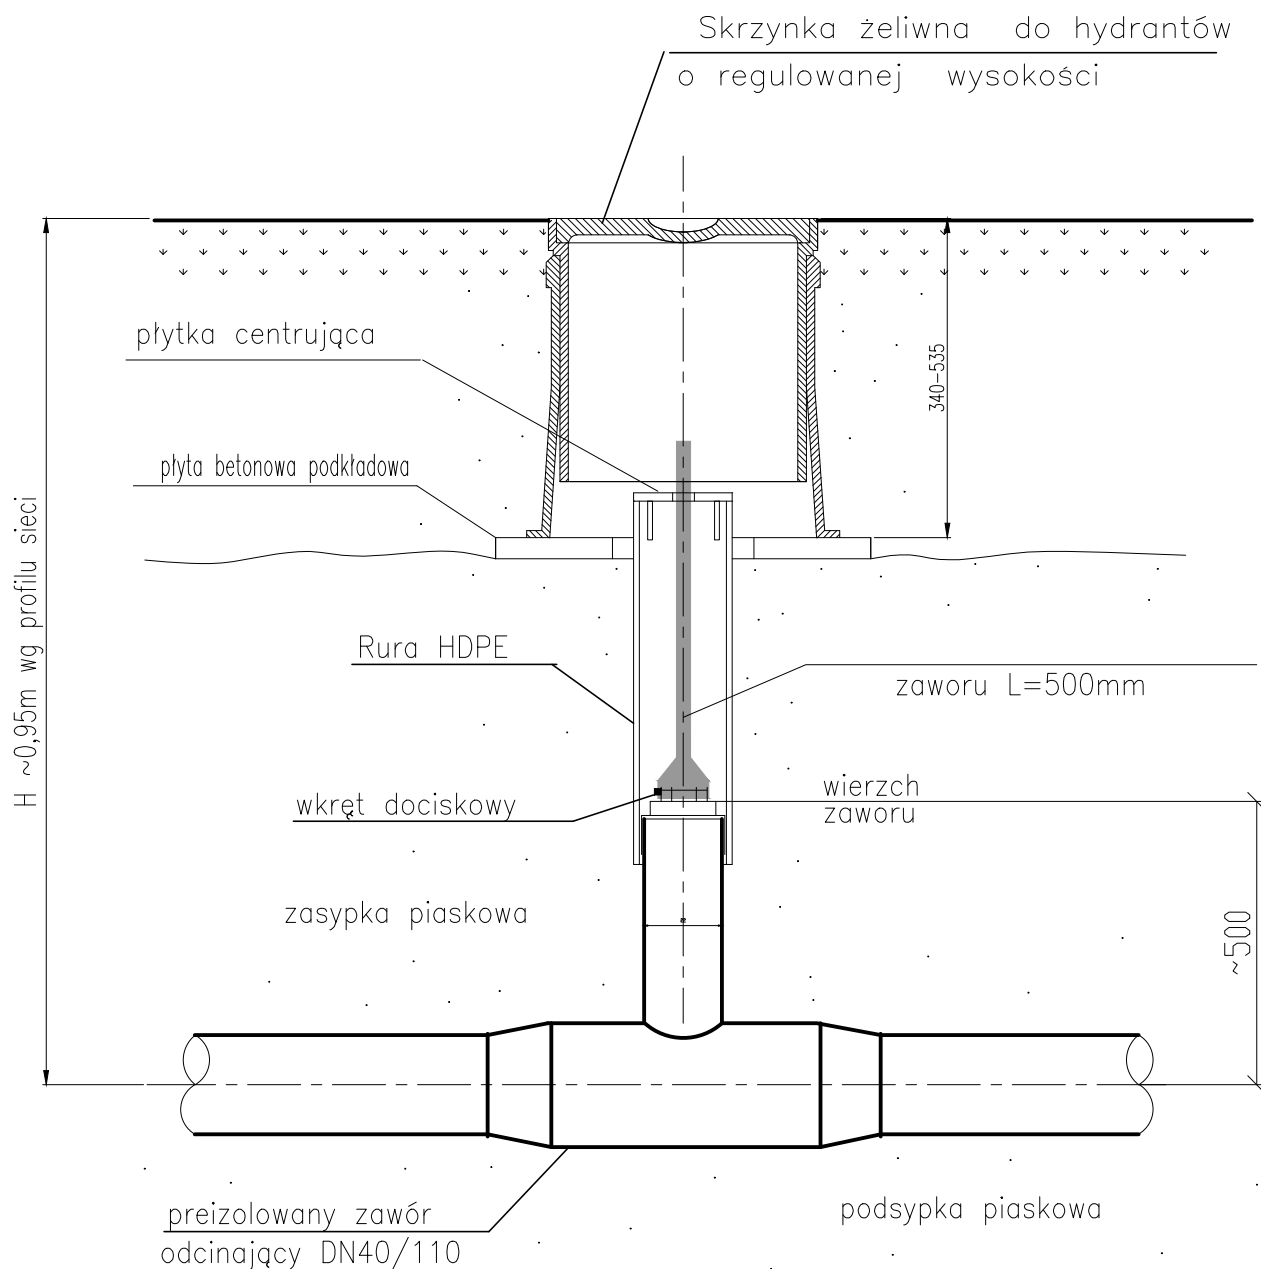 Skrzynka żeliwna do hydrantów
o regulowanej wysokości
płytka centrująca
340-535
płyta betonowa podkładowa
H ~0,95m wg profilu sieci
Rura HDPE
zaworu L=500mm
wierzch
zaworu
wkręt dociskowy
zasypka piaskowa
~500
preizolowany zawór
odcinający DN40/110
podsypka piaskowa